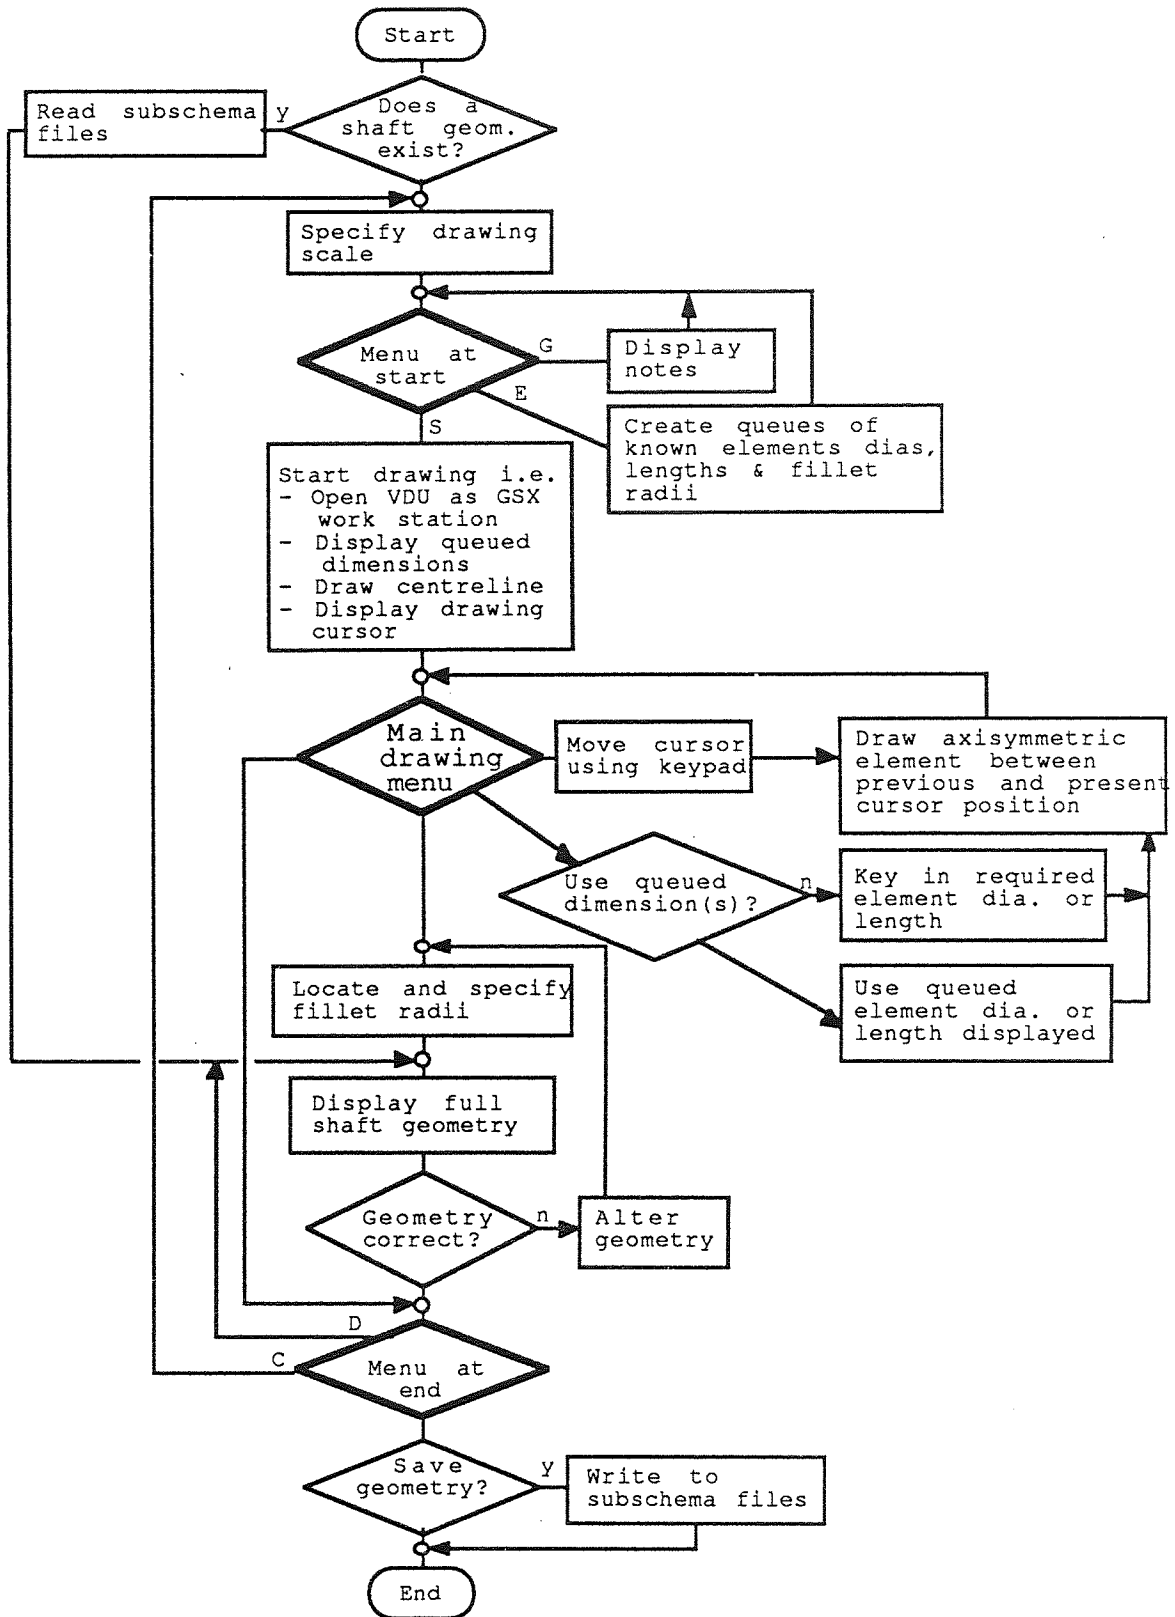 Start
Does a
shaft geom.
exist?
y
Read subschema
files
Specify drawing
scale
Menu at
start
G
Display
notes
E
Create queues of
known elements dias,
lengths & fillet
radii
S
Start drawing i.e.
- Open VDU as GSX
work station
- Display queued
dimensions
- Draw centreline
- Display drawing
cursor
Main
drawing
menu
Move cursor
using keypad
Draw axisymmetric
element between
previous and present
cursor position
Use queued
dimension(s)?
n
Key in required
element dia. or
length
Use queued
element dia. or
length displayed
Locate and specify
fillet radii
Display full
shaft geometry
Geometry
correct?
n
Alter
geometry
D
C
Menu at
end
Save
geometry?
y
Write to
subschema files
End